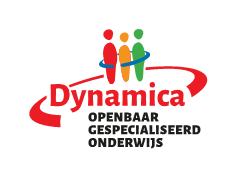 Dynamica
OPENBAAR
GESPECIALISEERD
ONDERWIJS